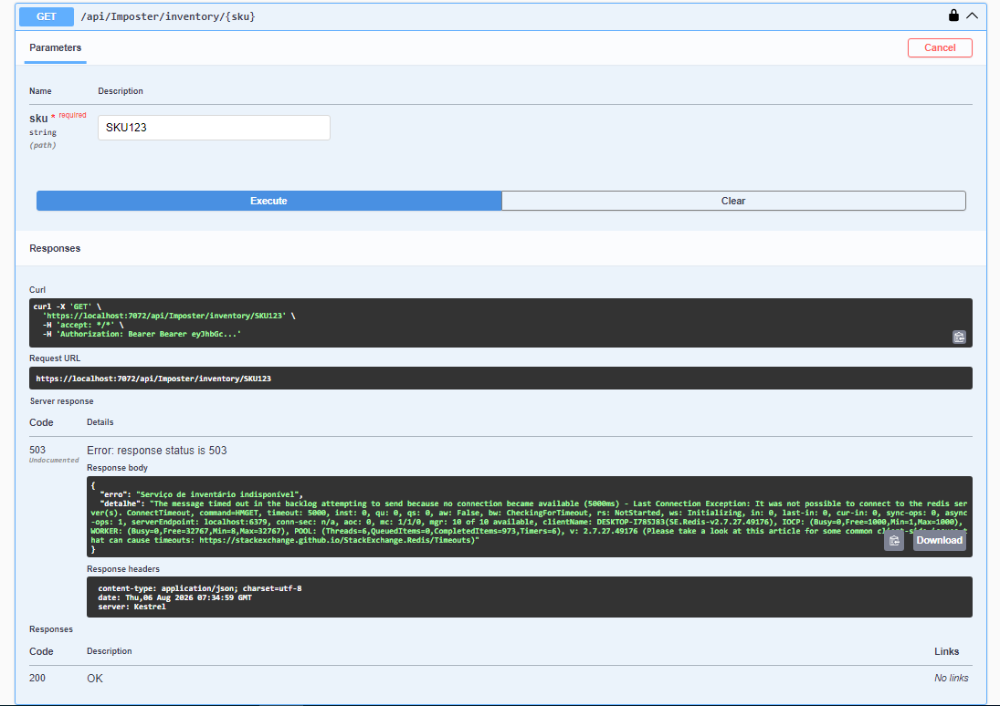 GET /api/Imposter/inventory/{sku}
Parameters
Cancel
Name Description
sku * required
string
(path)
SKU123
Execute Clear
Responses
Curl
curl -X 'GET' \
'https://localhost:7072/api/Imposter/inventory/SKU123' \
-H 'accept: */*' \
-H 'Authorization: Bearer Bearer eyJhbGc...'
Request URL
https://localhost:7072/api/Imposter/inventory/SKU123
Server response
Code Details
503 Error: response status is 503
Undocumented
Response body
{
"erro": "Serviço de inventário indisponível",
"detalhe": "The message timed out in the backlog attempting to send because no connection became available (5000ms) - Last Connection Exception: It was not possible to connect to the redis ser
ver(s). ConnectTimeout, command=HMGET, timeout: 5000, inst: 0, qu: 0, qs: 0, aw: False, bw: CheckingForTimeout, rs: NotStarted, ws: Initializing, in: 0, last-in: 0, cur-in: 0, sync-ops: 0, async
-ops: 1, serverEndpoint: localhost:6379, conn-sec: n/a, aoc: 0, mc: 1/1/0, mgr: 10 of 10 available, clientName: DESKTOP-I785J83(SE.Redis-v2.7.27.49176), IOCP: (Busy=0,Free=1000,Min=1,Max=1000),
WORKER: (Busy=0,Free=32767,Min=8,Max=32767), POOL: (Threads=6,QueuedItems=0,CompletedItems=973,Timers=6), v: 2.7.27.49176 (Please take a look at this article for some common client-side issues t
hat can cause timeouts: https://stackexchange.github.io/StackExchange.Redis/Timeouts)"
}
Download
Response headers
content-type: application/json; charset=utf-8
date: Thu,06 Aug 2026 07:34:59 GMT
server: Kestrel
Responses
Code Description Links
200 OK No links